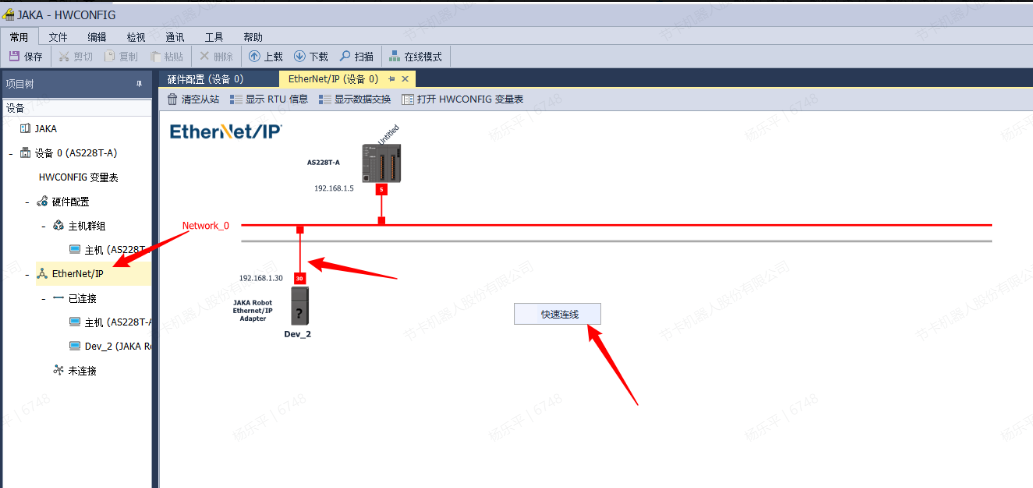 JAKA - HWCONFIG
常用 文件 编辑 检视 通讯 工具 帮助
保存 剪切 复制 粘贴 删除 上载 下载 扫描 在线模式
项目树
硬件配置 (设备 0) EtherNet/IP (设备 0)
清空从站 显示 RTU 信息 显示数据交换 打开 HWCONFIG 变量表
设备
JAKA
设备 0 (AS228T-A)
HWCONFIG 变量表
硬件配置
主机群组
主机 (AS228T-
EtherNet/IP
已连接
主机 (AS228T-A
Dev_2 (JAKA Ro
未连接
EtherNet/IP
Untitled
AS228T-A
192.168.1.5
5
Network_0
192.168.1.30
30
JAKA Robot
Ethernet/IP
Adapter
?
Dev_2
快速连线
杨乐平 | 6748
节卡机器人股份有限公司